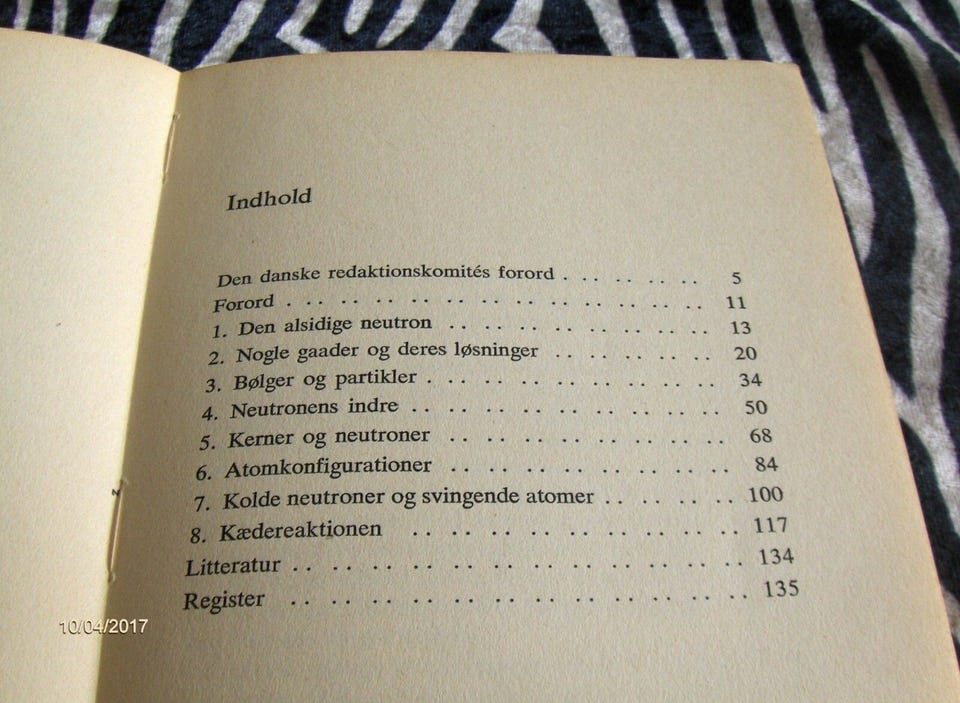 Indhold
Den danske redaktionskomités forord . . . . . . . . . 5
Forord . . . . . . . . . . . . . . . . . . . . . 11
1. Den alsidige neutron . . . . . . . . . . . . . . 13
2. Nogle gaader og deres løsninger . . . . . . . . 20
3. Bølger og partikler . . . . . . . . . . . . . . . 34
4. Neutronens indre . . . . . . . . . . . . . . . . 50
5. Kerner og neutroner . . . . . . . . . . . . . . 68
6. Atomkonfigurationer . . . . . . . . . . . . . . 84
7. Kolde neutroner og svingende atomer . . . . . . . 100
8. Kædereaktionen . . . . . . . . . . . . . . . . 117
Litteratur . . . . . . . . . . . . . . . . . . . . . 134
Register . . . . . . . . . . . . . . . . . . . . . . 135
10/04/2017